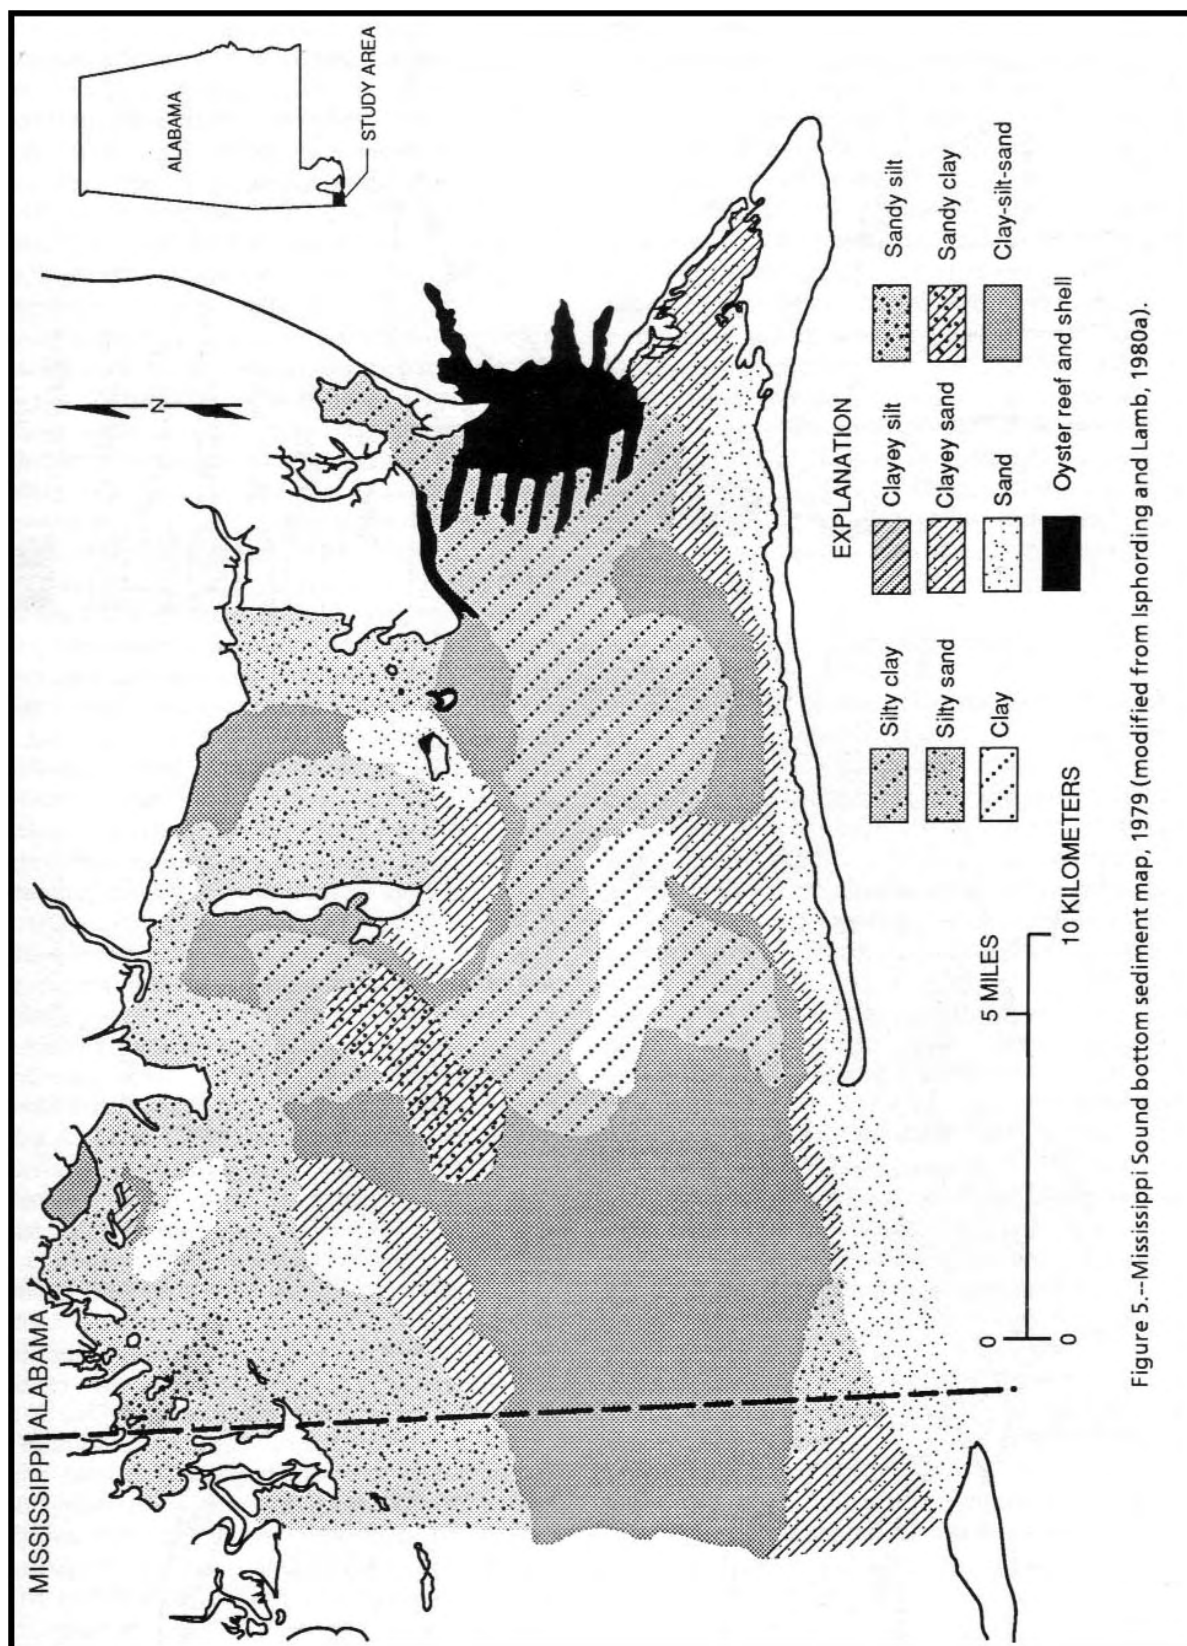 ALABAMA
STUDY AREA
N
MISSISSIPPI
ALABAMA
EXPLANATION
Silty clay
Clayey silt
Sandy silt
Silty sand
Clayey sand
Sandy clay
Clay
Sand
Clay-silt-sand
Oyster reef and shell
0
5 MILES
0
10 KILOMETERS
Figure 5.--Mississippi Sound bottom sediment map, 1979 (modified from Isphording and Lamb, 1980a).